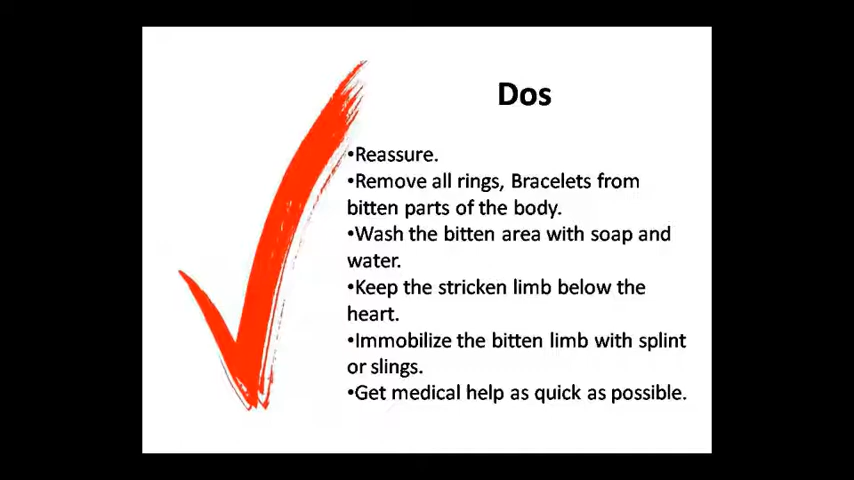 Dos
•Reassure.
•Remove all rings, Bracelets from
bitten parts of the body.
•Wash the bitten area with soap and
water.
•Keep the stricken limb below the
heart.
•Immobilize the bitten limb with splint
or slings.
•Get medical help as quick as possible.